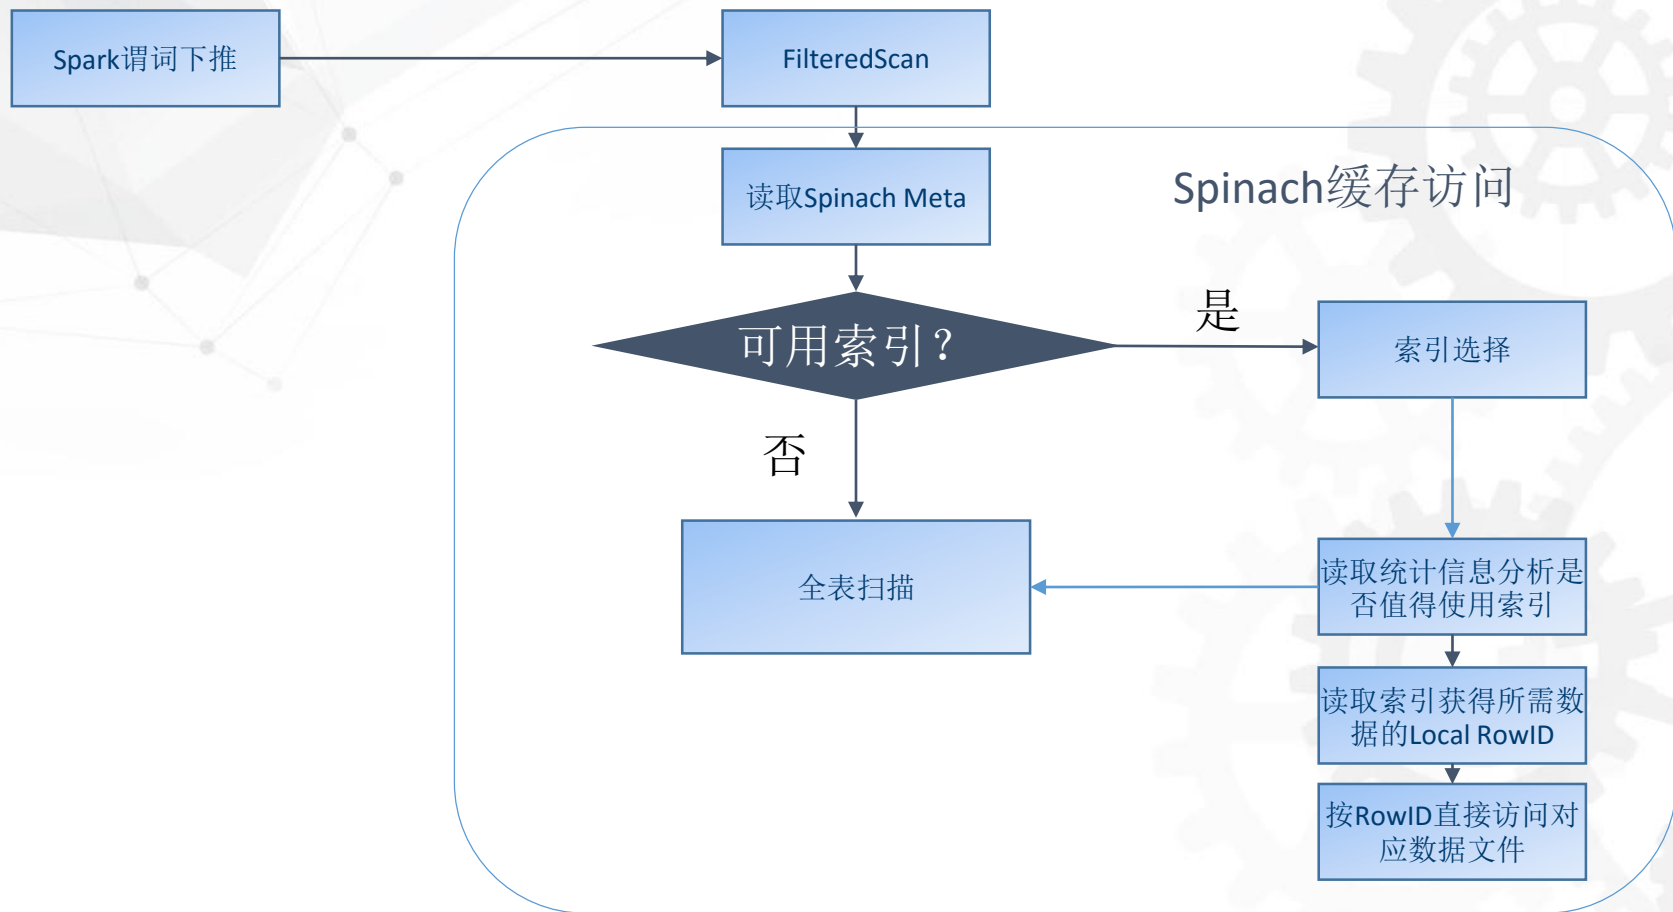 Spark谓词下推
FilteredScan
读取Spinach Meta
Spinach缓存访问
可用索引？
是
索引选择
否
全表扫描
读取统计信息分析是
否值得使用索引
读取索引获得所需数
据的Local RowID
按RowID直接访问对
应数据文件